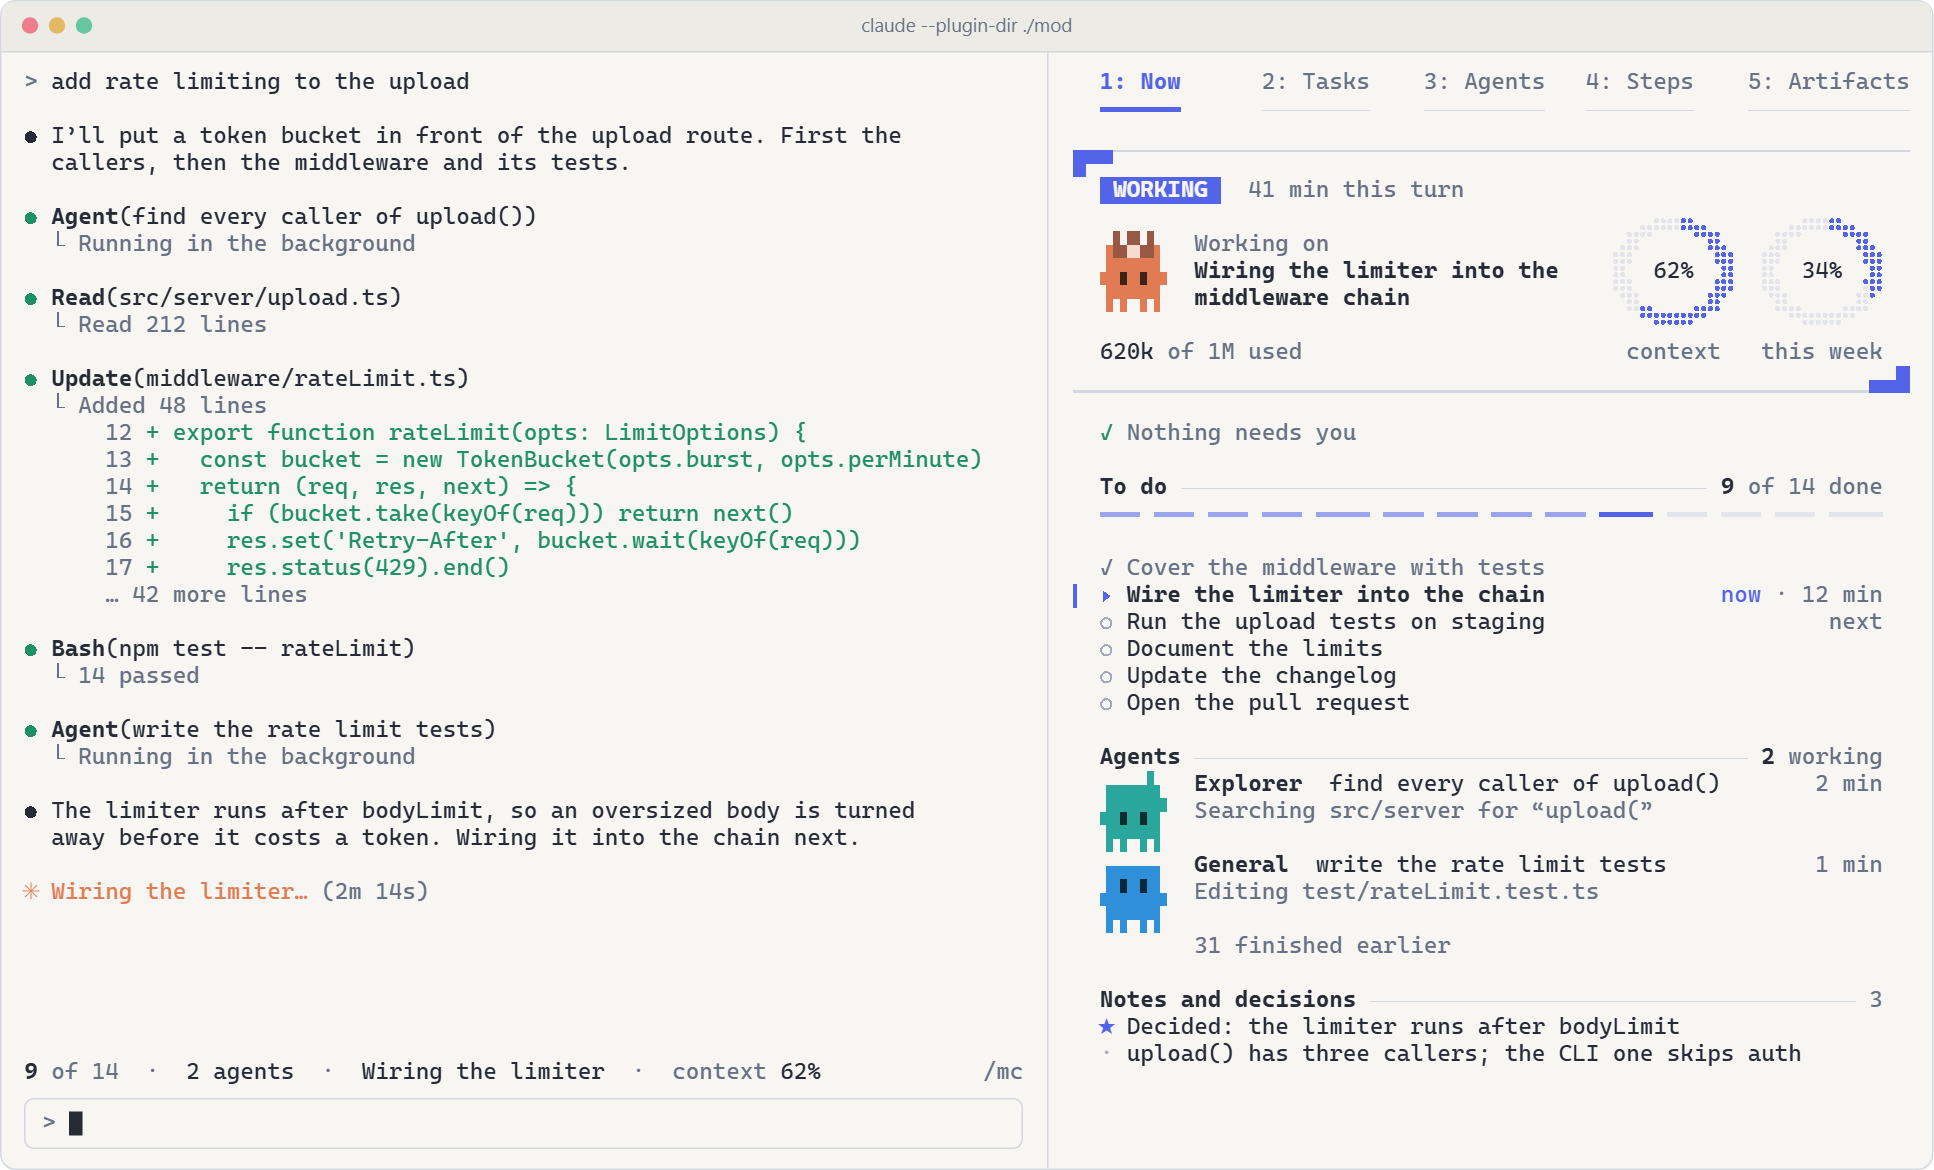 claude --plugin-dir ./mod
> add rate limiting to the upload
● I’ll put a token bucket in front of the upload route. First the
callers, then the middleware and its tests.
● Agent(find every caller of upload())
└ Running in the background
● Read(src/server/upload.ts)
└ Read 212 lines
● Update(middleware/rateLimit.ts)
└ Added 48 lines
12 + export function rateLimit(opts: LimitOptions) {
13 +   const bucket = new TokenBucket(opts.burst, opts.perMinute)
14 +   return (req, res, next) => {
15 +     if (bucket.take(keyOf(req))) return next()
16 +     res.set('Retry-After', bucket.wait(keyOf(req)))
17 +     res.status(429).end()
… 42 more lines
● Bash(npm test -- rateLimit)
└ 14 passed
● Agent(write the rate limit tests)
└ Running in the background
● The limiter runs after bodyLimit, so an oversized body is turned
away before it costs a token. Wiring it into the chain next.
✳ Wiring the limiter… (2m 14s)
9 of 14 · 2 agents · Wiring the limiter · context 62% /mc
>
1: Now 2: Tasks 3: Agents 4: Steps 5: Artifacts
WORKING 41 min this turn
Working on
Wiring the limiter into the
middleware chain
62% 34%
620k of 1M used context this week
✓ Nothing needs you
To do 9 of 14 done
✓ Cover the middleware with tests
▸ Wire the limiter into the chain now · 12 min
○ Run the upload tests on staging next
○ Document the limits
○ Update the changelog
○ Open the pull request
Agents 2 working
Explorer find every caller of upload() 2 min
Searching src/server for “upload(”
General write the rate limit tests 1 min
Editing test/rateLimit.test.ts
31 finished earlier
Notes and decisions 3
★ Decided: the limiter runs after bodyLimit
· upload() has three callers; the CLI one skips auth